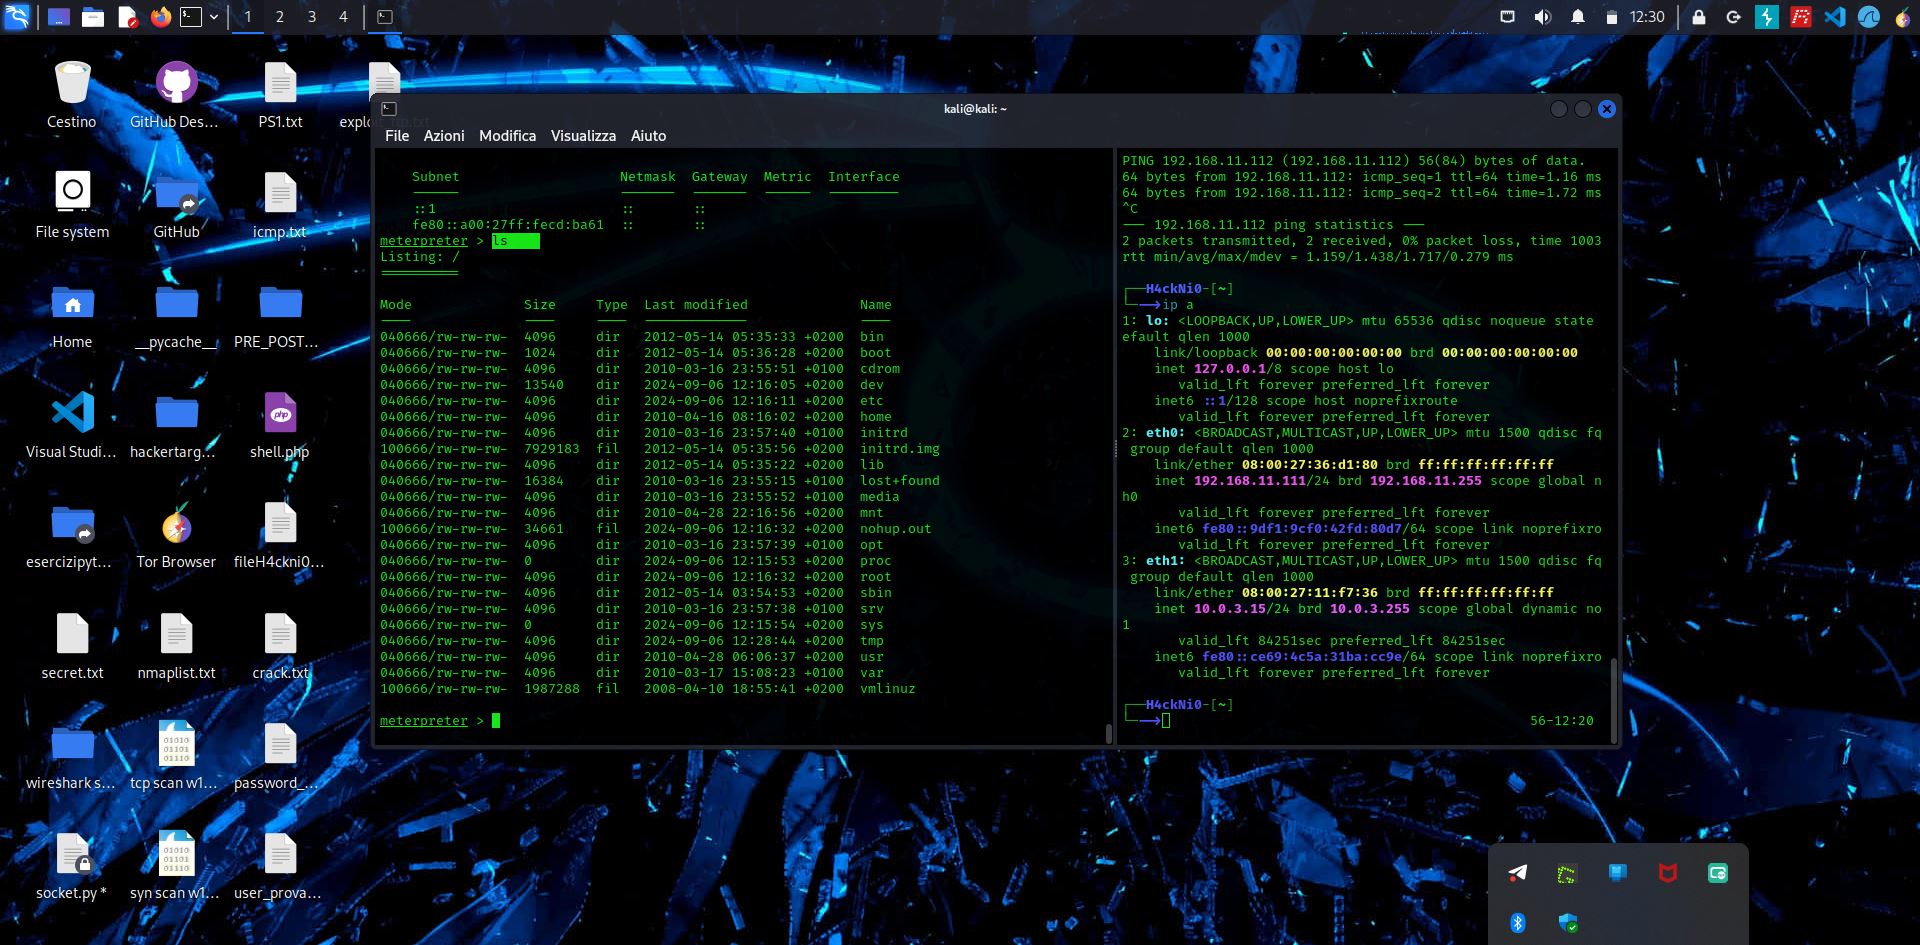 1 2 3 4
12:30
Cestino
GitHub Des...
PS1.txt
File system
GitHub
icmp.txt
Home
__pycache__
PRE_POST...
Visual Studi...
hackertarg...
shell.php
esercizipyt...
Tor Browser
fileH4ckni0...
secret.txt
nmaplist.txt
crack.txt
wireshark s...
tcp scan w1...
password_...
socket.py *
syn scan w1...
user_prova...
kali@kali: ~
File Azioni Modifica Visualizza Aiuto
Subnet Netmask Gateway Metric Interface
::1 :: ::
fe80::a00:27ff:fecd:ba61 :: ::
meterpreter > ls
Listing: /
Mode Size Type Last modified Name
040666/rw-rw-rw- 4096 dir 2012-05-14 05:35:33 +0200 bin
040666/rw-rw-rw- 1024 dir 2012-05-14 05:36:28 +0200 boot
040666/rw-rw-rw- 4096 dir 2010-03-16 23:55:51 +0100 cdrom
040666/rw-rw-rw- 13540 dir 2024-09-06 12:16:05 +0200 dev
040666/rw-rw-rw- 4096 dir 2024-09-06 12:16:11 +0200 etc
040666/rw-rw-rw- 4096 dir 2010-04-16 08:16:02 +0200 home
040666/rw-rw-rw- 4096 dir 2010-03-16 23:57:40 +0100 initrd
100666/rw-rw-rw- 7929183 fil 2012-05-14 05:35:56 +0200 initrd.img
040666/rw-rw-rw- 4096 dir 2012-05-14 05:35:22 +0200 lib
040666/rw-rw-rw- 16384 dir 2010-03-16 23:55:15 +0100 lost+found
040666/rw-rw-rw- 4096 dir 2010-03-16 23:55:52 +0100 media
040666/rw-rw-rw- 4096 dir 2010-04-28 22:16:56 +0200 mnt
100666/rw-rw-rw- 34661 fil 2024-09-06 12:16:32 +0200 nohup.out
040666/rw-rw-rw- 4096 dir 2010-03-16 23:57:39 +0100 opt
040666/rw-rw-rw- 0 dir 2024-09-06 12:15:53 +0200 proc
040666/rw-rw-rw- 4096 dir 2024-09-06 12:16:32 +0200 root
040666/rw-rw-rw- 4096 dir 2012-05-14 03:54:53 +0200 sbin
040666/rw-rw-rw- 4096 dir 2010-03-16 23:57:38 +0100 srv
040666/rw-rw-rw- 0 dir 2024-09-06 12:15:54 +0200 sys
040666/rw-rw-rw- 4096 dir 2024-09-06 12:28:44 +0200 tmp
040666/rw-rw-rw- 4096 dir 2010-04-28 06:06:37 +0200 usr
040666/rw-rw-rw- 4096 dir 2010-03-17 15:08:23 +0100 var
100666/rw-rw-rw- 1987288 fil 2008-04-10 18:55:41 +0200 vmlinuz
meterpreter >
PING 192.168.11.112 (192.168.11.112) 56(84) bytes of data.
64 bytes from 192.168.11.112: icmp_seq=1 ttl=64 time=1.16 ms
64 bytes from 192.168.11.112: icmp_seq=2 ttl=64 time=1.72 ms
^C
--- 192.168.11.112 ping statistics ---
2 packets transmitted, 2 received, 0% packet loss, time 1003
rtt min/avg/max/mdev = 1.159/1.438/1.717/0.279 ms
H4ckNi0-[~]
ip a
1: lo: <LOOPBACK,UP,LOWER_UP> mtu 65536 qdisc noqueue state
efault qlen 1000
link/loopback 00:00:00:00:00:00 brd 00:00:00:00:00:00
inet 127.0.0.1/8 scope host lo
valid_lft forever preferred_lft forever
inet6 ::1/128 scope host noprefixroute
valid_lft forever preferred_lft forever
2: eth0: <BROADCAST,MULTICAST,UP,LOWER_UP> mtu 1500 qdisc fq
group default qlen 1000
link/ether 08:00:27:36:d1:80 brd ff:ff:ff:ff:ff:ff
inet 192.168.11.111/24 brd 192.168.11.255 scope global n
h0
valid_lft forever preferred_lft forever
inet6 fe80::9df1:9cf0:42fd:80d7/64 scope link noprefixro
valid_lft forever preferred_lft forever
3: eth1: <BROADCAST,MULTICAST,UP,LOWER_UP> mtu 1500 qdisc fq
group default qlen 1000
link/ether 08:00:27:11:f7:36 brd ff:ff:ff:ff:ff:ff
inet 10.0.3.15/24 brd 10.0.3.255 scope global dynamic no
1
valid_lft 84251sec preferred_lft 84251sec
inet6 fe80::ce69:4c5a:31ba:cc9e/64 scope link noprefixro
valid_lft forever preferred_lft forever
H4ckNi0-[~]
56-12:20